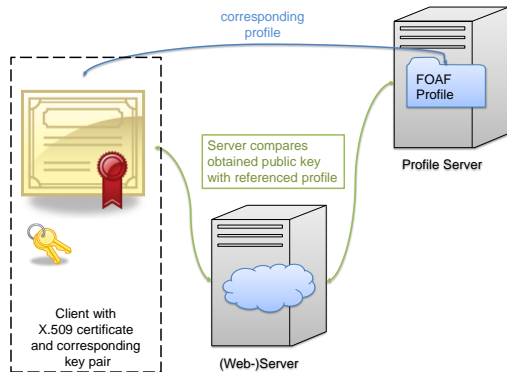 corresponding
profile
FOAF
Profile
Profile Server
Server compares
obtained public key
with referenced profile
Client with
X.509 certificate
and corresponding
key pair
(Web-)Server